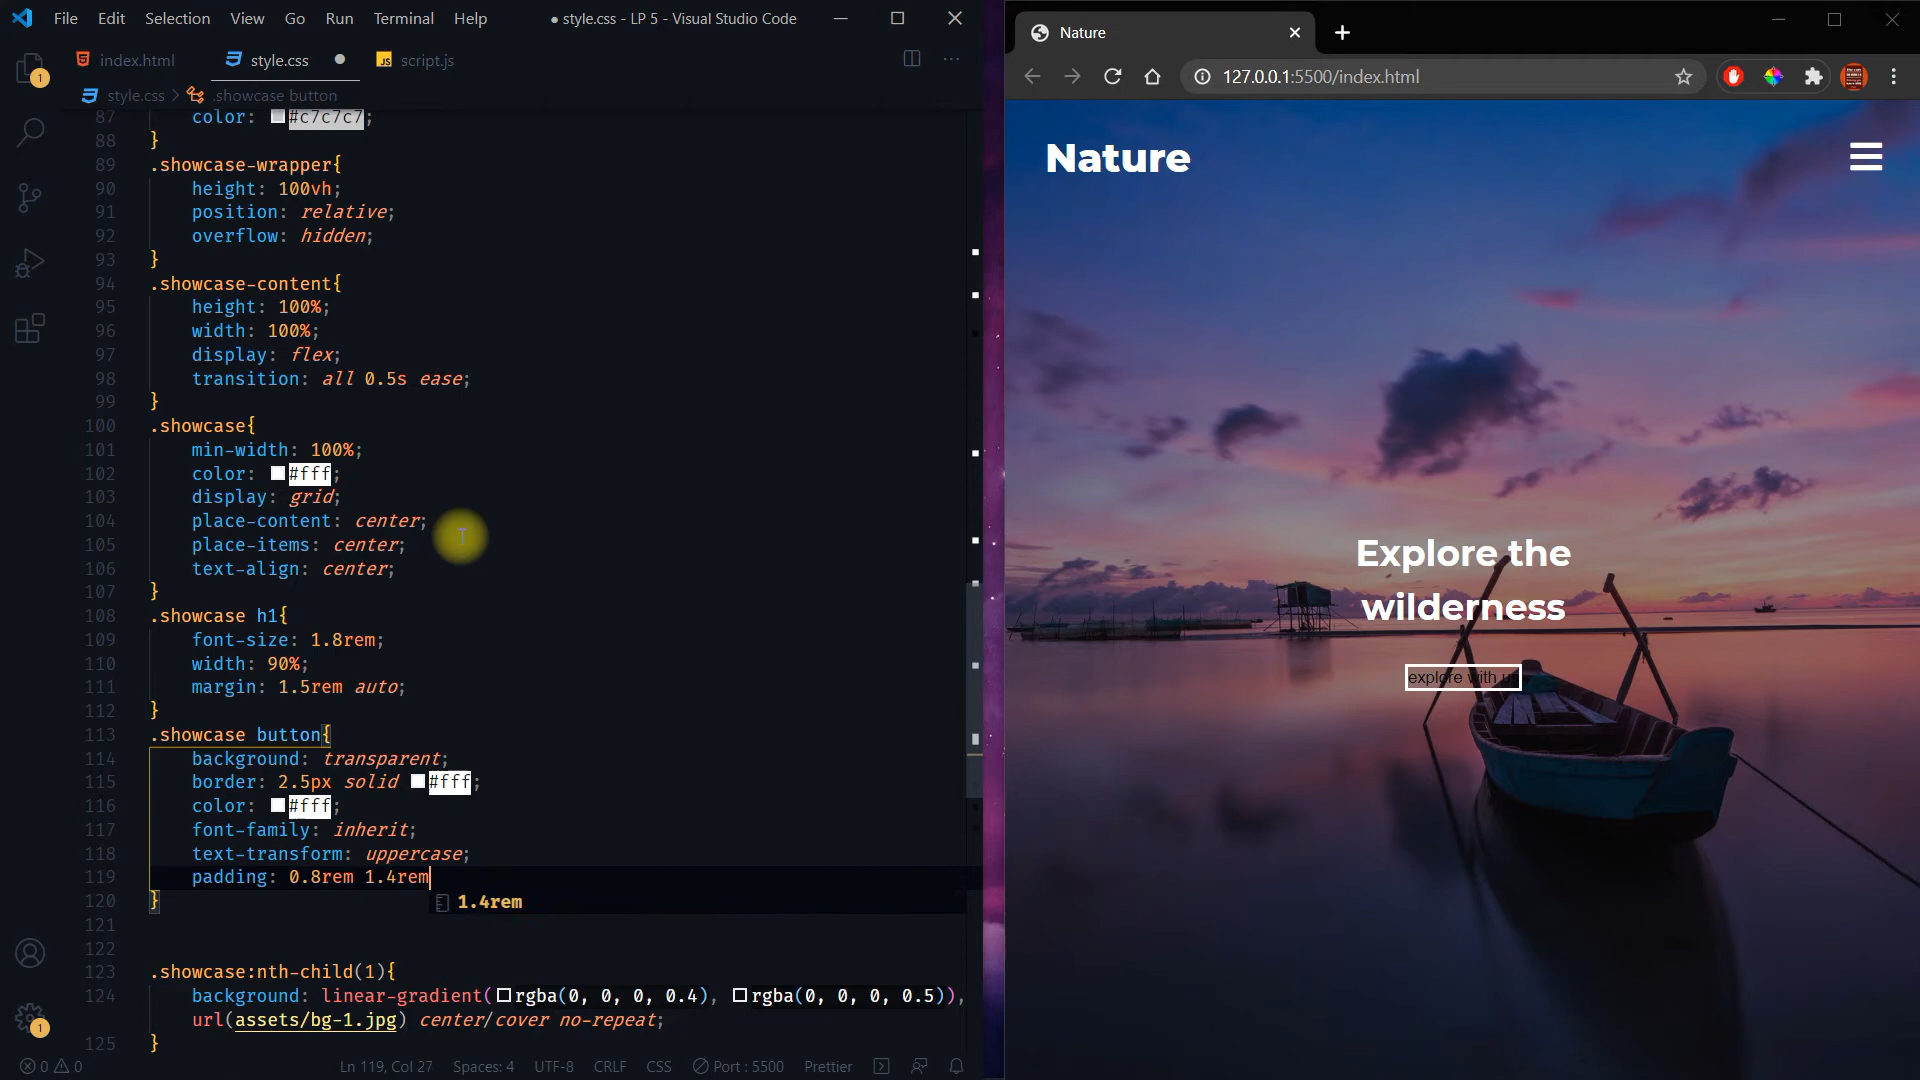 File Edit Selection View Go Run Terminal Help
● style.css - LP 5 - Visual Studio Code
index.html
style.css
JS script.js
style.css > .showcase button
87 color: #c7c7c7;
88 }
89 .showcase-wrapper{
90 height: 100vh;
91 position: relative;
92 overflow: hidden;
93 }
94 .showcase-content{
95 height: 100%;
96 width: 100%;
97 display: flex;
98 transition: all 0.5s ease;
99 }
100 .showcase{
101 min-width: 100%;
102 color: #fff;
103 display: grid;
104 place-content: center;
105 place-items: center;
106 text-align: center;
107 }
108 .showcase h1{
109 font-size: 1.8rem;
110 width: 90%;
111 margin: 1.5rem auto;
112 }
113 .showcase button{
114 background: transparent;
115 border: 2.5px solid #fff;
116 color: #fff;
117 font-family: inherit;
118 text-transform: uppercase;
119 padding: 0.8rem 1.4rem
1.4rem
120 }
121
122
123 .showcase:nth-child(1){
124 background: linear-gradient(rgba(0, 0, 0, 0.4), rgba(0, 0, 0, 0.5)),
url(assets/bg-1.jpg) center/cover no-repeat;
125 }
1
1
0 0
Ln 119, Col 27
Spaces: 4
UTF-8
CRLF
CSS
Port : 5500
Prettier
Nature
127.0.0.1:5500/index.html
Nature
Explore the
wilderness
explore with us